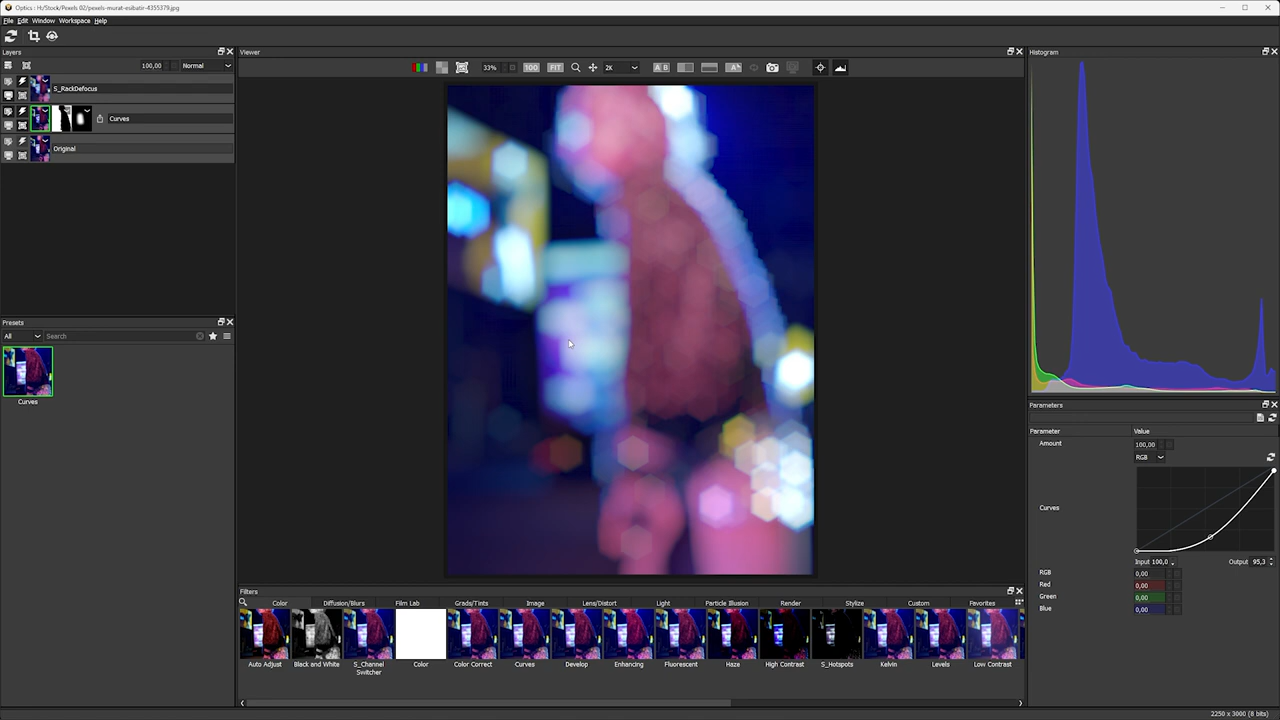 Optics : H:/Stock/Pexels 02/pexels-murat-esibatir-4355379.jpg
File Edit Window Workspace Help
Layers
100,00 Normal
S_RackDefocus
Curves
Original
Presets
All Search
Curves
Viewer
33% 100 FIT 2K A B A
Filters
Color Diffusion/Blurs Film Lab Grads/Tints Image Lens/Distort Light Particle Illusion Render Stylize Custom Favorites
Auto Adjust Black and White S_Channel Switcher Color Color Correct Curves Develop Enhancing Fluorescent Haze High Contrast S_Hotspots Kelvin Levels Low Contrast
Histogram
Parameters
Parameter Value
Amount 100,00
RGB
Curves
Input 100,0 Output 95,3
RGB 0,00
Red 0,00
Green 0,00
Blue 0,00
2250 x 3000 (8 bits)